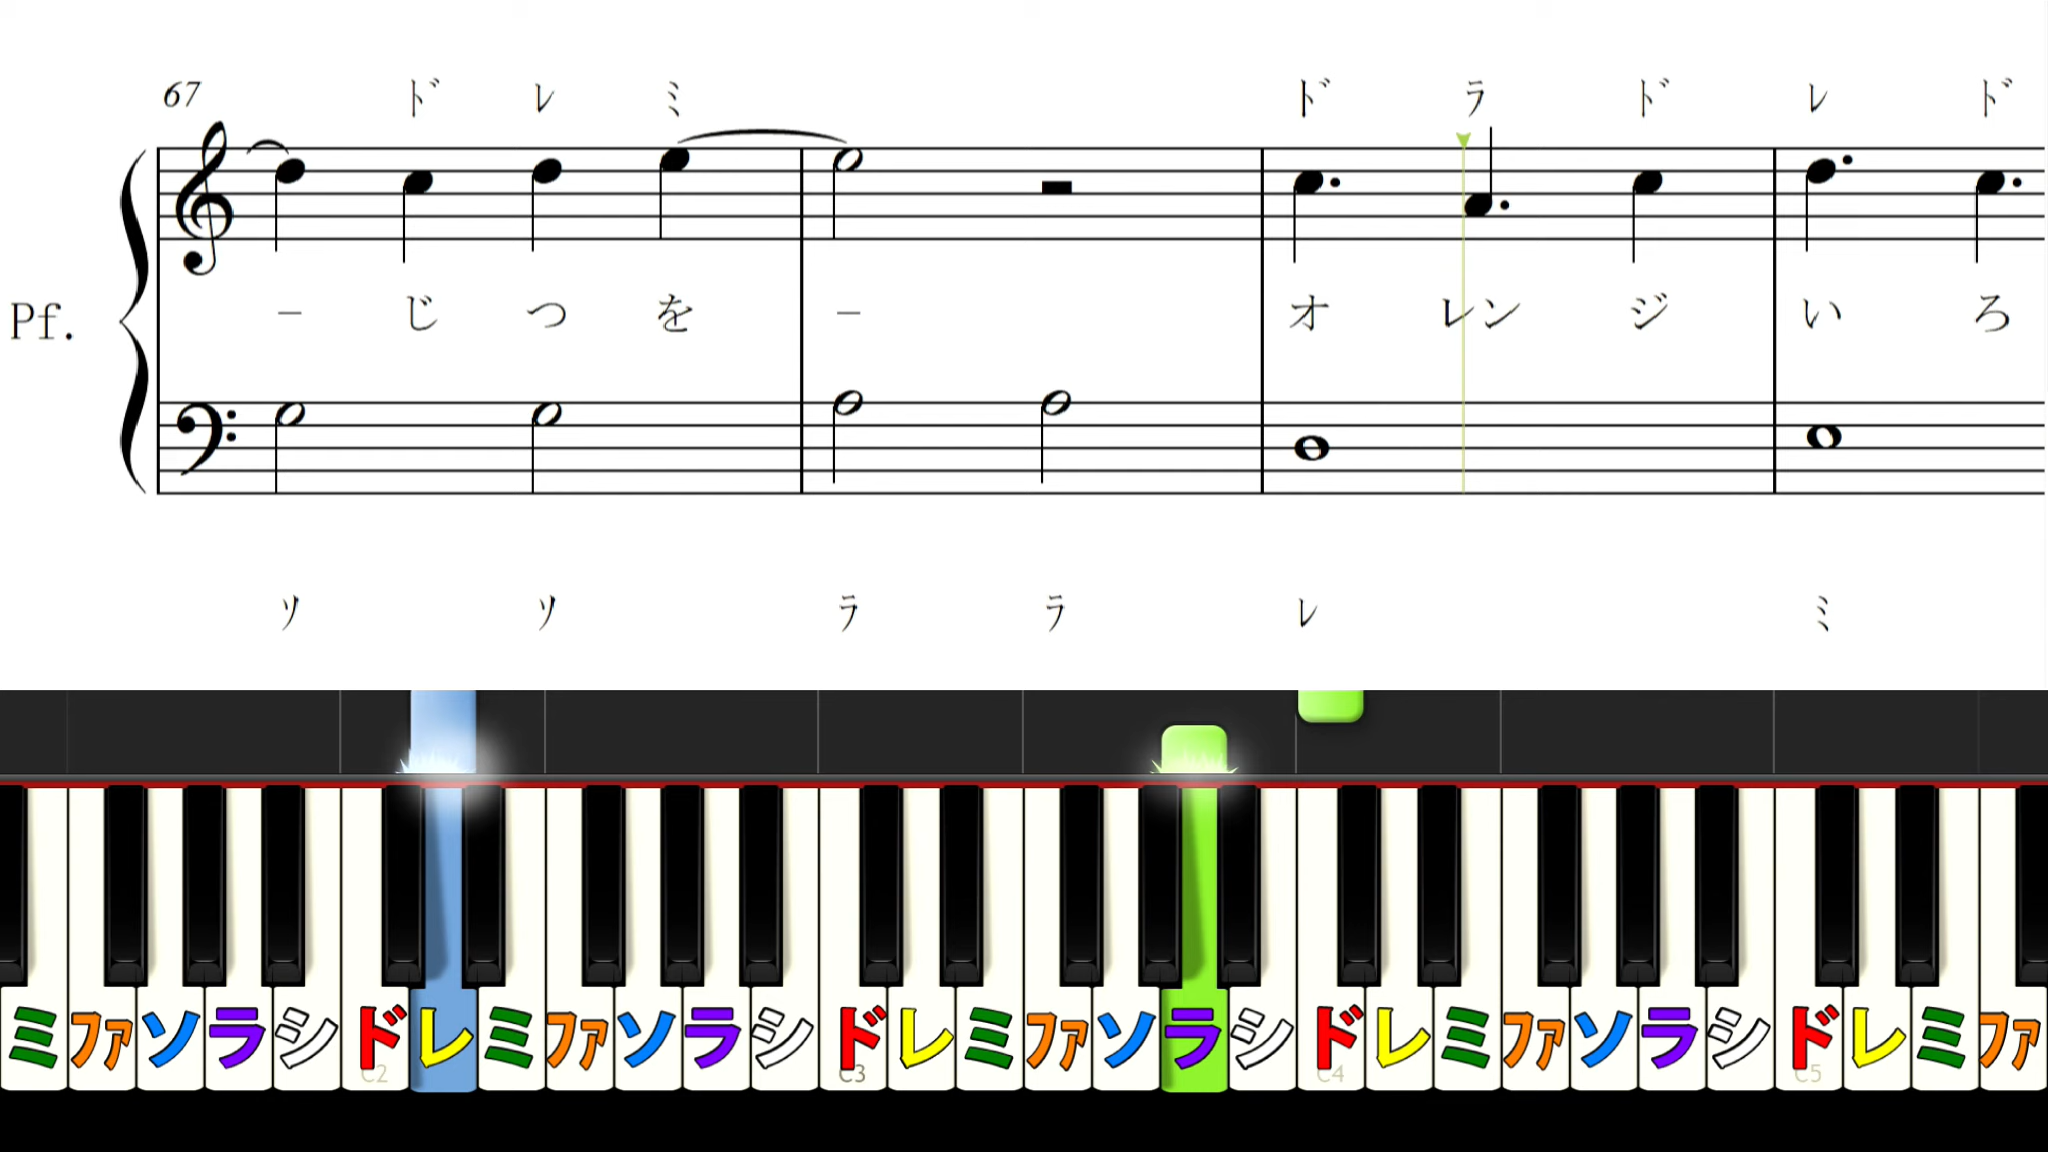 67 ﾄﾞ ﾚ ﾐ ﾄﾞ ﾗ ﾄﾞ ﾚ ﾄﾞ
Pf.
– じ つ を – オ レン ジ い ろ
ｿ ｿ ﾗ ﾗ ﾚ ﾐ
ミ ファ ソ ラ シ ド レ ミ ファ ソ ラ シ ド レ ミ ファ ソ ラ シ ド レ ミ ファ ソ ラ シ ド レ ミ ファ
C2 C3 C4 C5